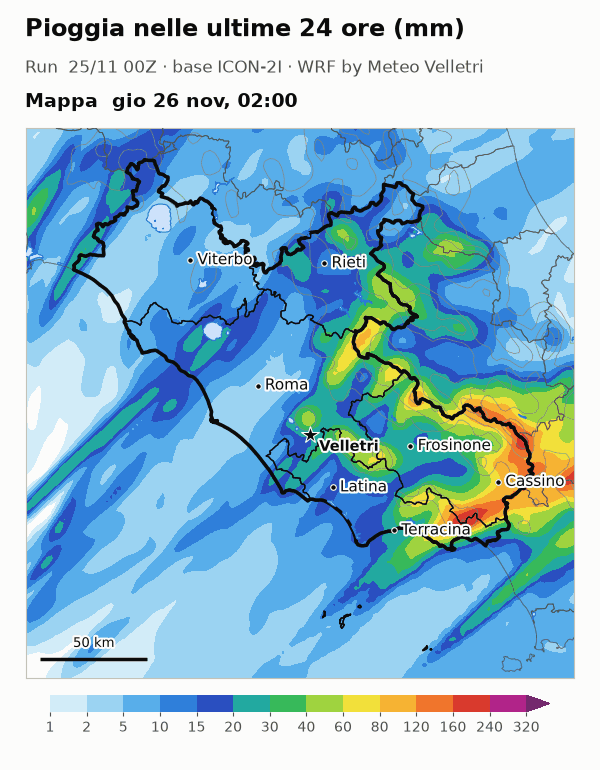 Pioggia nelle ultime 24 ore (mm)
Run  25/11 00Z · base ICON-2I · WRF by Meteo Velletri
Mappa  gio 26 nov, 02:00
Viterbo
Rieti
Roma
Velletri
Frosinone
Cassino
Latina
Terracina
50 km
1 2 5 10 15 20 30 40 60 80 120 160 240 320